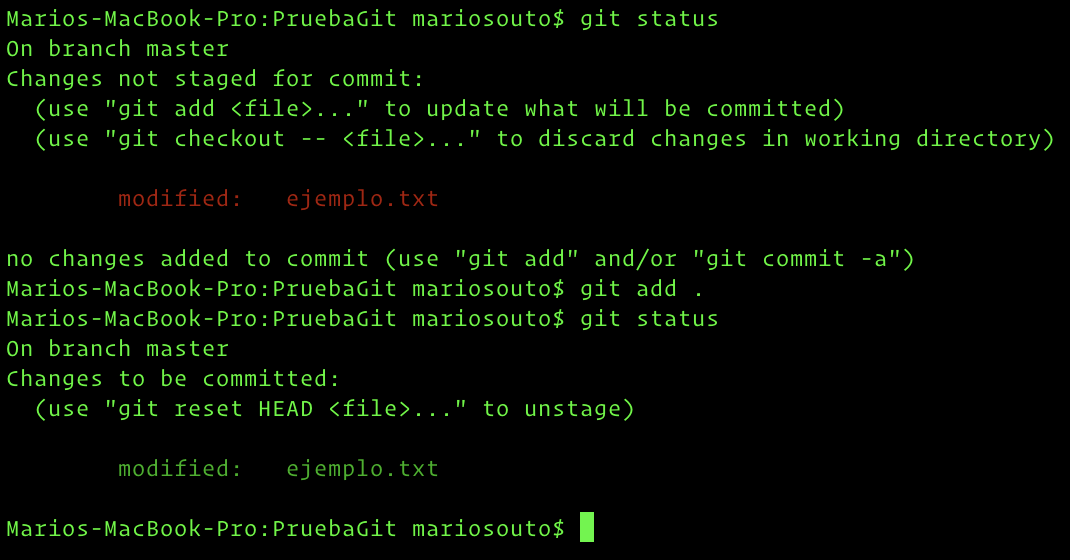 Marios-MacBook-Pro:PruebaGit mariosouto$ git status
On branch master
Changes not staged for commit:
  (use "git add <file>..." to update what will be committed)
  (use "git checkout -- <file>..." to discard changes in working directory)

        modified:   ejemplo.txt

no changes added to commit (use "git add" and/or "git commit -a")
Marios-MacBook-Pro:PruebaGit mariosouto$ git add .
Marios-MacBook-Pro:PruebaGit mariosouto$ git status
On branch master
Changes to be committed:
  (use "git reset HEAD <file>..." to unstage)

        modified:   ejemplo.txt

Marios-MacBook-Pro:PruebaGit mariosouto$